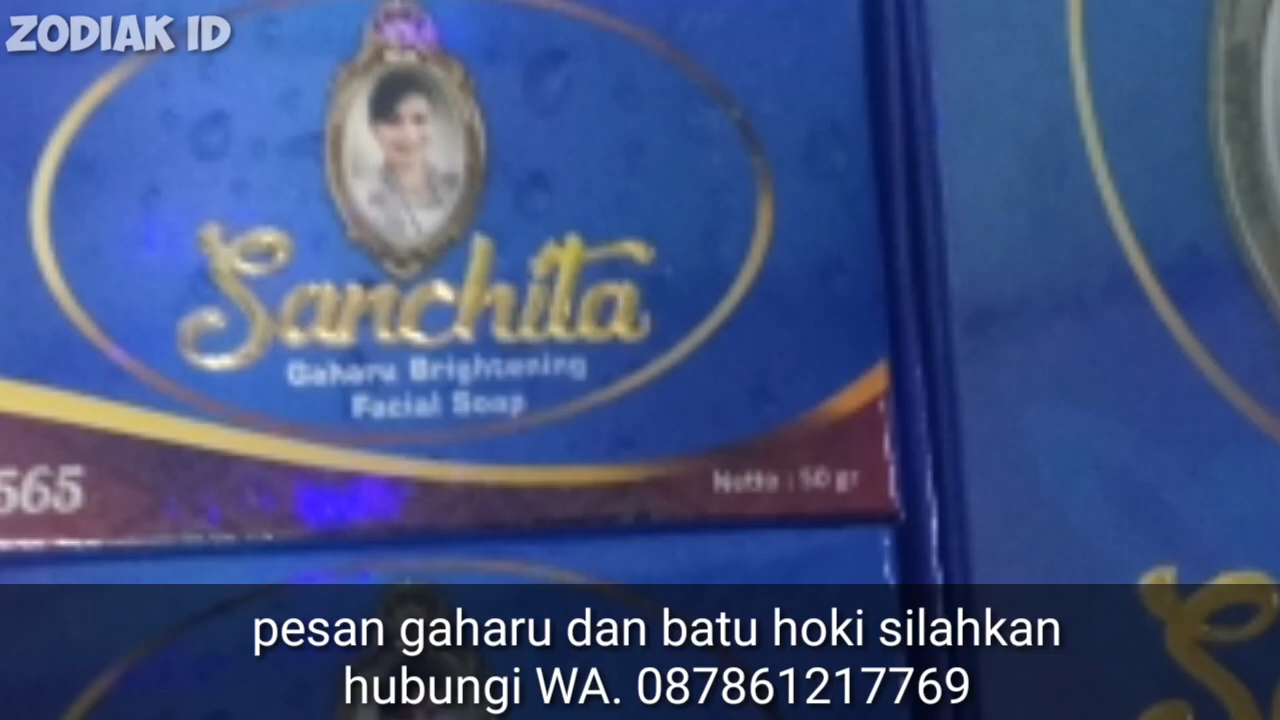 ZODIAK ID
Sanchita
Gaharu Brightening
Facial Soap
565
Netto : 50 gr
pesan gaharu dan batu hoki silahkan
hubungi WA. 087861217769